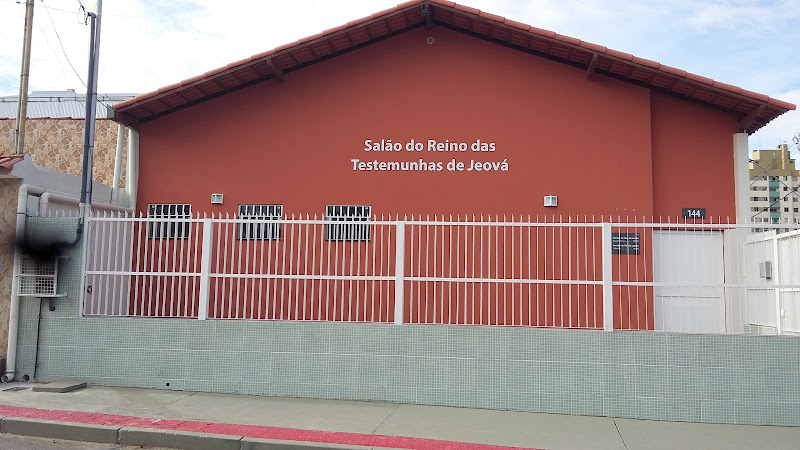 Salão do Reino das
Testemunhas de Jeová
144